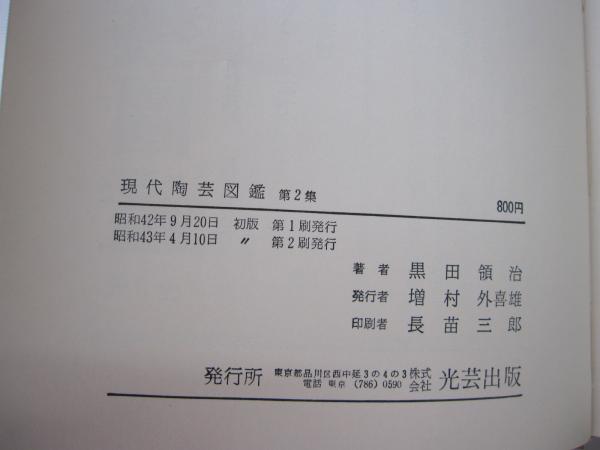 現代陶芸図鑑 第2集 800円
昭和42年9月20日 初版 第1刷発行
昭和43年4月10日 〃 第2刷発行
著者 黒田領治
発行者 増村外喜雄
印刷者 長苗三郎
発行所 東京都品川区西中延3の4の3 株式会社 光芸出版
電話 東京 (786) 0590